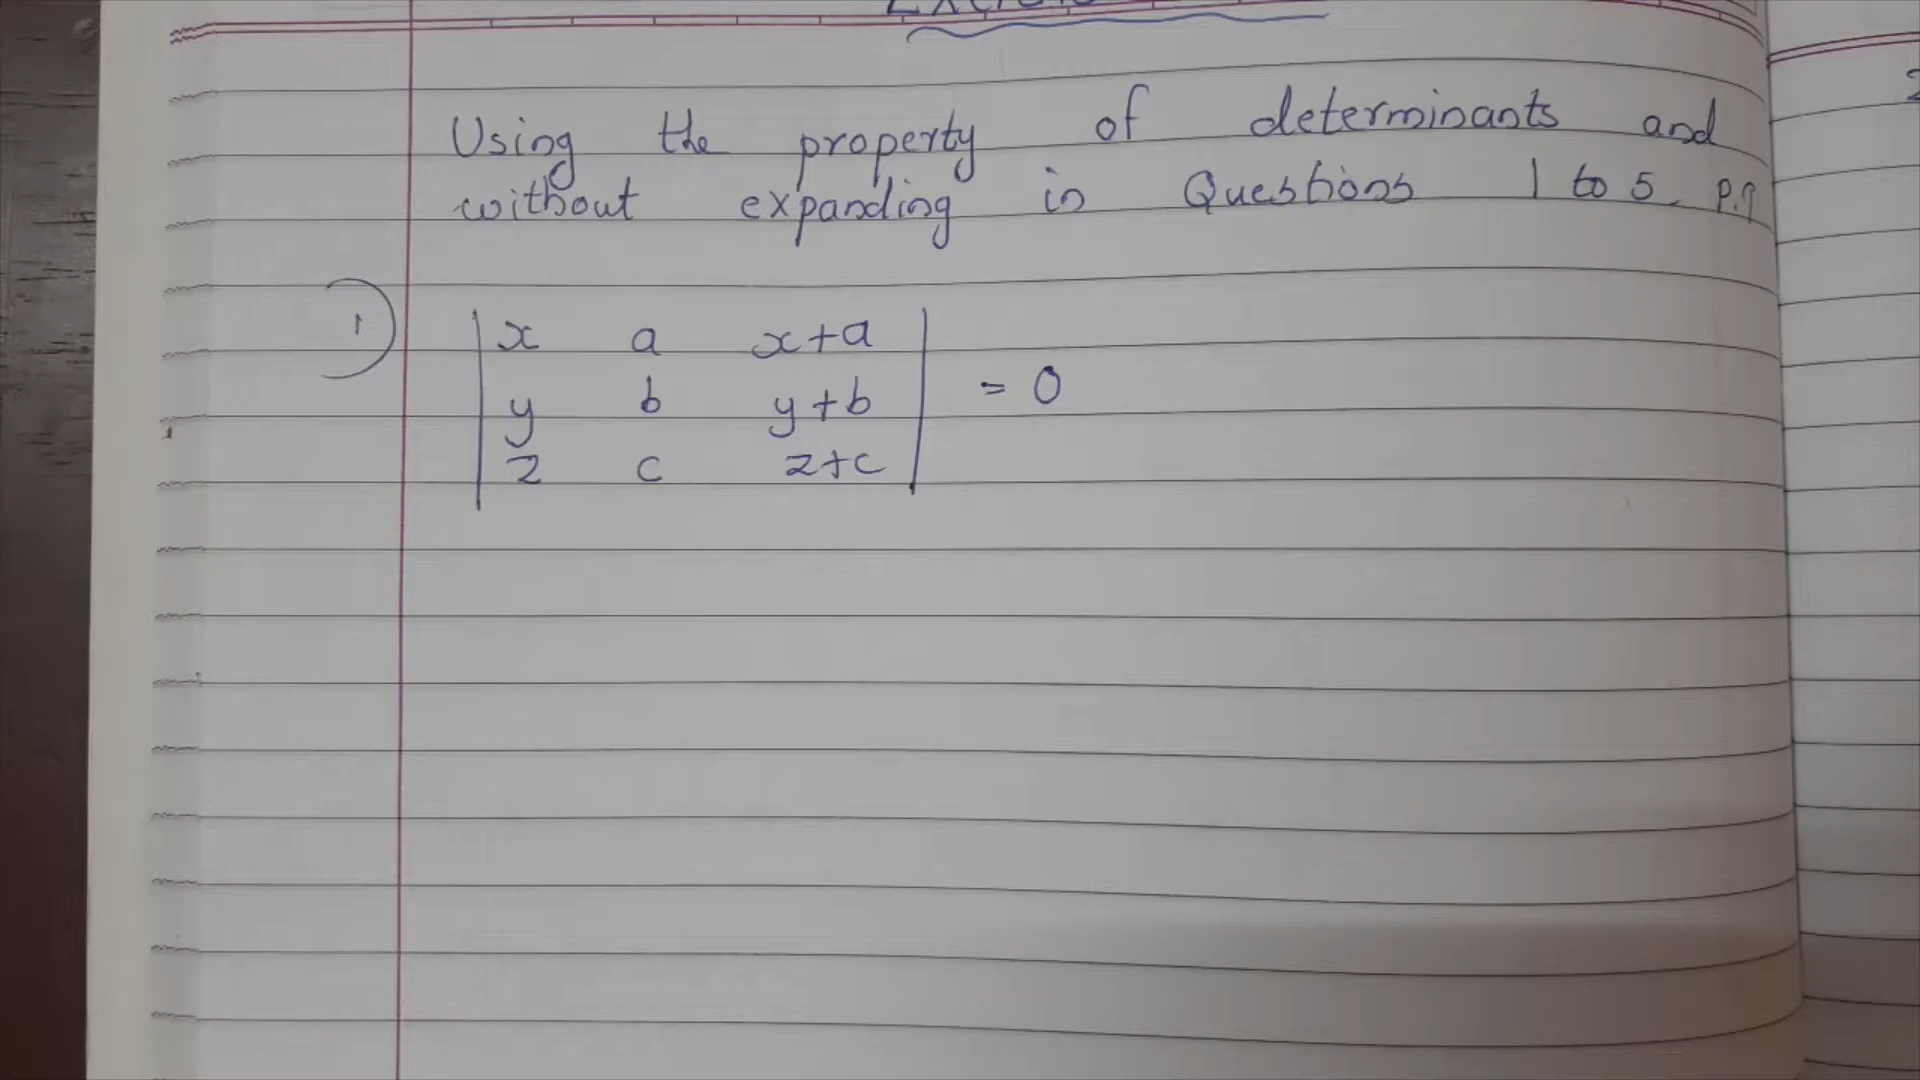 Using the property of determinants and
without expanding in Questions 1 to 5, P.T
1)
x a x+a
y b y+b = 0
z c z+c